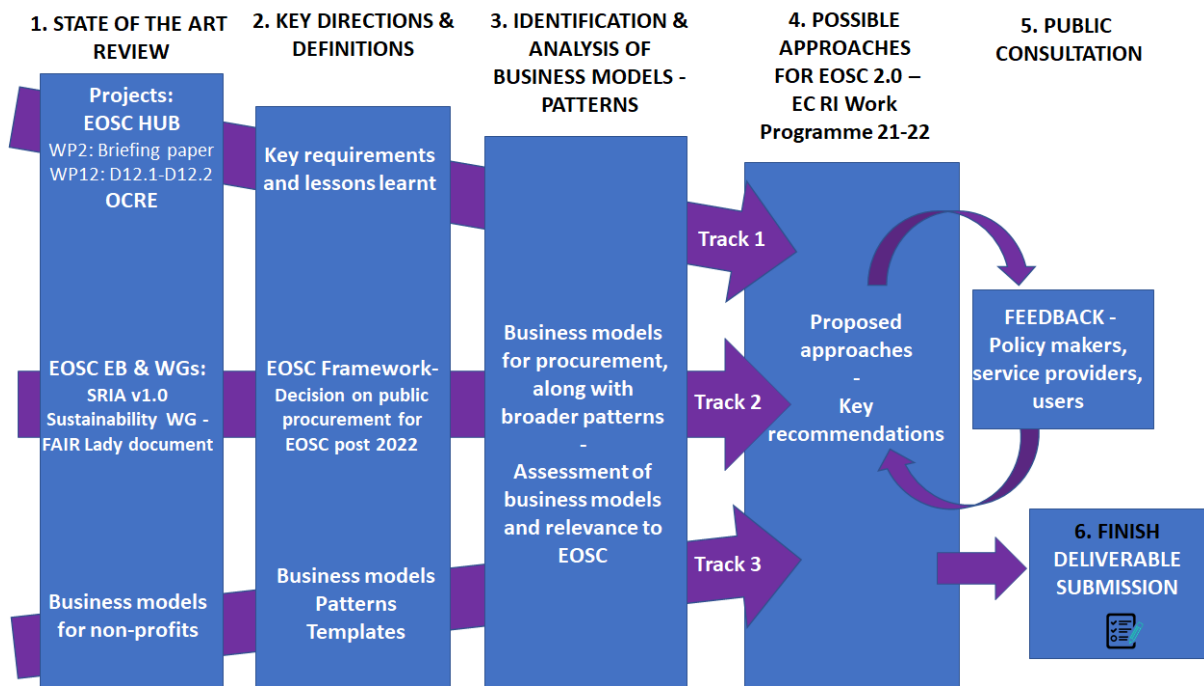 1. STATE OF THE ART
REVIEW
2. KEY DIRECTIONS &
DEFINITIONS
3. IDENTIFICATION &
ANALYSIS OF
BUSINESS MODELS -
PATTERNS
4. POSSIBLE
APPROACHES
FOR EOSC 2.0 –
EC RI Work
Programme 21-22
5. PUBLIC
CONSULTATION
Projects:
EOSC HUB
WP2: Briefing paper
WP12: D12.1-D12.2
OCRE
EOSC EB & WGs:
SRIA v1.0
Sustainability WG -
FAIR Lady document
Business models
for non-profits
Key requirements
and lessons learnt
EOSC Framework-
Decision on public
procurement for
EOSC post 2022
Business models
Patterns
Templates
Business models
for procurement,
along with
broader patterns
-
Assessment of
business models
and relevance to
EOSC
Track 1
Track 2
Track 3
Proposed
approaches
-
Key
recommendations
FEEDBACK -
Policy makers,
service providers,
users
6. FINISH
DELIVERABLE
SUBMISSION